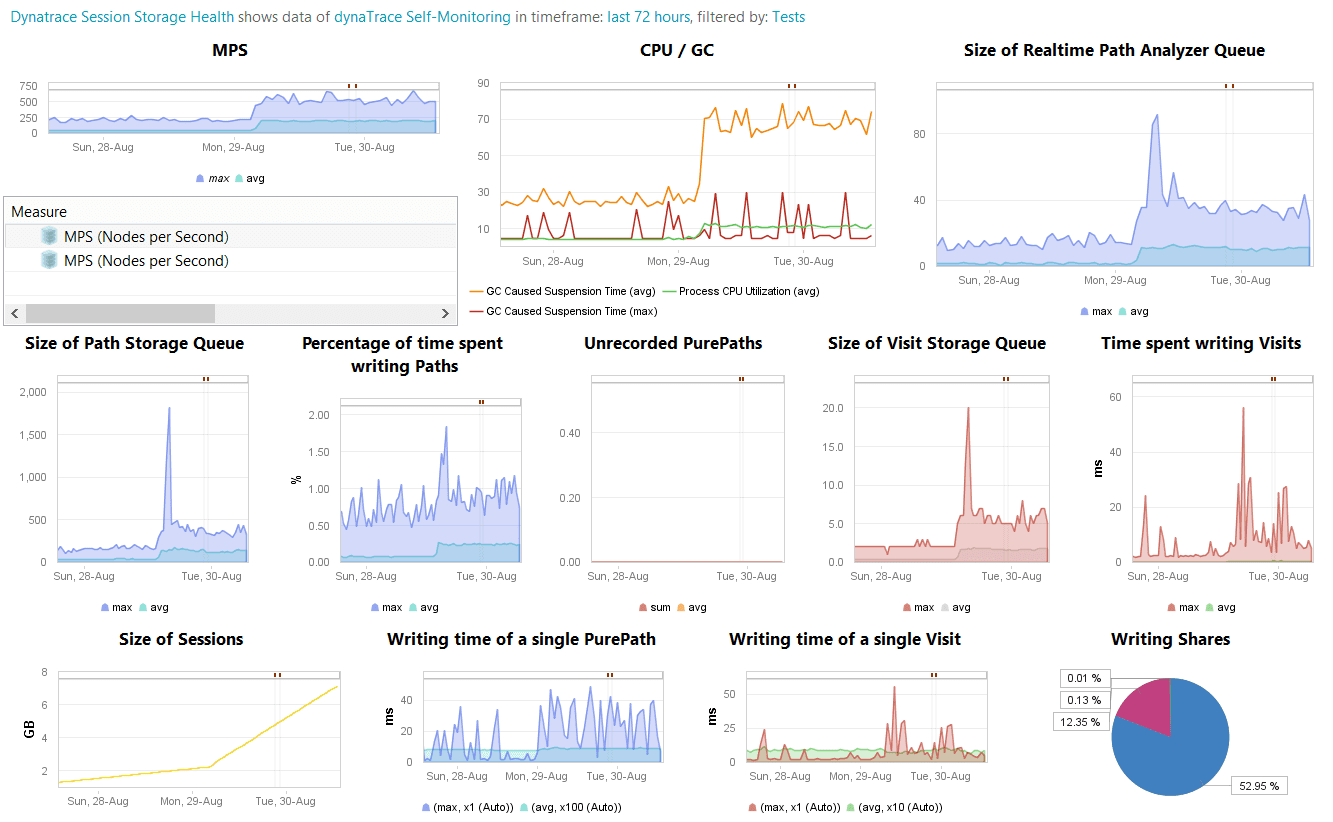 Dynatrace Session Storage Health shows data of dynaTrace Self-Monitoring in timeframe: last 72 hours, filtered by: Tests
MPS
750
500
250
0
Sun, 28-Aug
Mon, 29-Aug
Tue, 30-Aug
max
avg
Measure
MPS (Nodes per Second)
MPS (Nodes per Second)
CPU / GC
90
70
50
30
10
Sun, 28-Aug
Mon, 29-Aug
Tue, 30-Aug
GC Caused Suspension Time (avg)
Process CPU Utilization (avg)
GC Caused Suspension Time (max)
Size of Realtime Path Analyzer Queue
80
40
0
Sun, 28-Aug
Mon, 29-Aug
Tue, 30-Aug
max
avg
Size of Path Storage Queue
2,000
1,500
1,000
500
0
Sun, 28-Aug
Tue, 30-Aug
max
avg
Percentage of time spent
writing Paths
%
2.00
1.50
1.00
0.50
0.00
Sun, 28-Aug
Tue, 30-Aug
max
avg
Unrecorded PurePaths
0.40
0.20
0.00
Sun, 28-Aug
Tue, 30-Aug
sum
avg
Size of Visit Storage Queue
20.0
15.0
10.0
5.0
0.0
Sun, 28-Aug
Tue, 30-Aug
max
avg
Time spent writing Visits
ms
60
40
20
0
Sun, 28-Aug
Tue, 30-Aug
max
avg
Size of Sessions
GB
8
6
4
2
Sun, 28-Aug
Mon, 29-Aug
Tue, 30-Aug
Writing time of a single PurePath
ms
40
20
0
Sun, 28-Aug
Mon, 29-Aug
Tue, 30-Aug
(max, x1 (Auto))
(avg, x100 (Auto))
Writing time of a single Visit
ms
50
25
0
Sun, 28-Aug
Mon, 29-Aug
Tue, 30-Aug
(max, x1 (Auto))
(avg, x10 (Auto))
Writing Shares
0.01 %
0.13 %
12.35 %
52.95 %